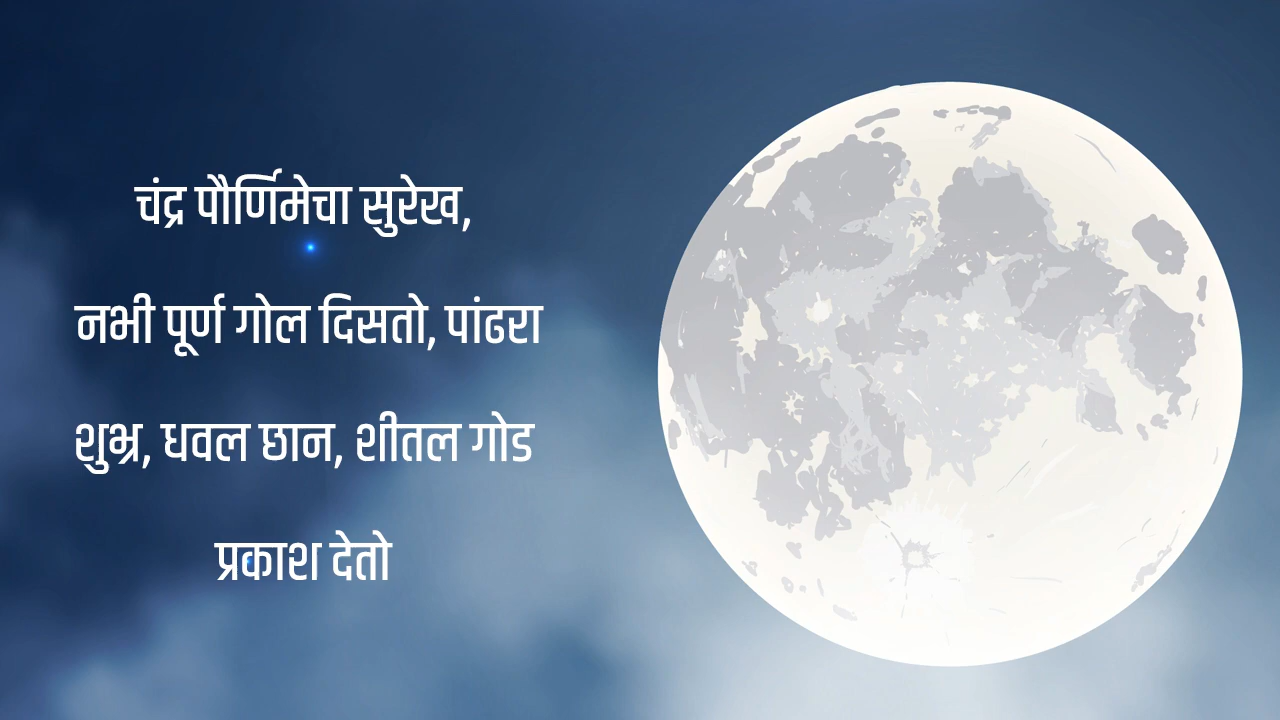 चंद्र पौर्णिमेचा सुरेख,
नभी पूर्ण गोल दिसतो, पांढरा
शुभ्र, धवल छान, शीतल गोड
प्रकाश देतो